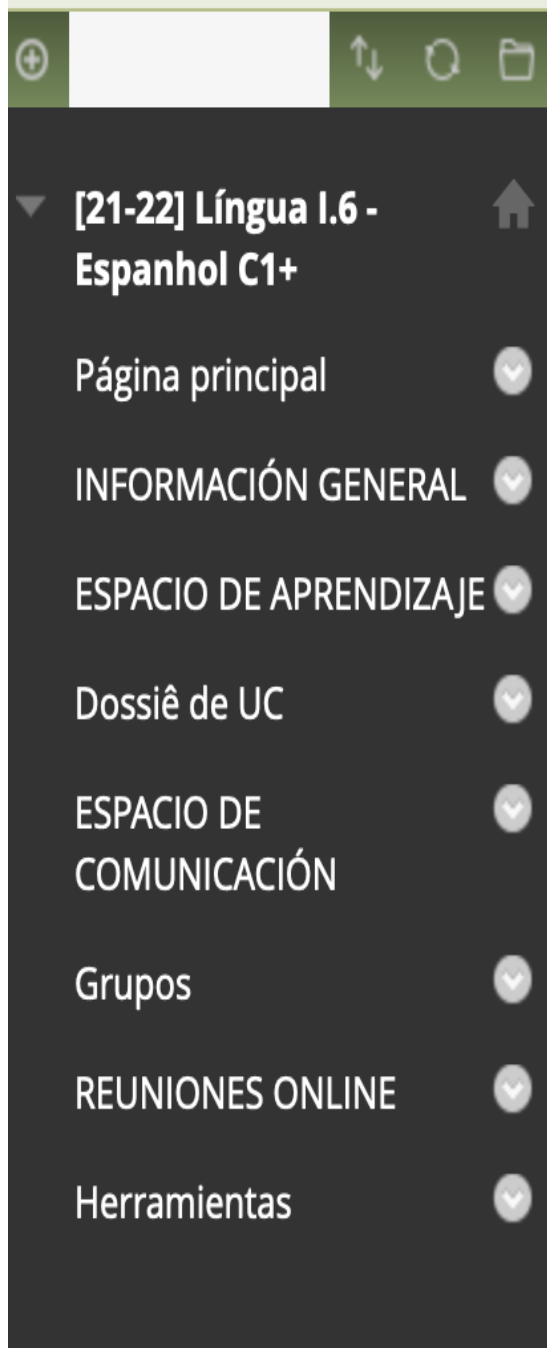 [21-22] Língua I.6 -
Espanhol C1+
Página principal
INFORMACIÓN GENERAL
ESPACIO DE APRENDIZAJE
Dossiê de UC
ESPACIO DE
COMUNICACIÓN
Grupos
REUNIONES ONLINE
Herramientas